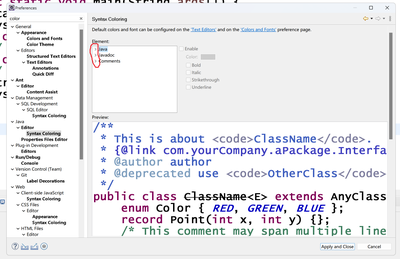 Preferences
color
Syntax Coloring
General
Appearance
Colors and Fonts
Color Theme
Editors
Structured Text Editors
Text Editors
Annotations
Quick Diff
Ant
Editor
Content Assist
Data Management
SQL Development
SQL Editor
Syntax Coloring
Java
Editor
Syntax Coloring
Properties Files Editor
Plug-in Development
Editors
Run/Debug
Console
Version Control (Team)
Git
Label Decorations
Web
Client-side JavaScript
Syntax Coloring
CSS Files
Editor
Appearance
Syntax Coloring
HTML Files
Editor
Default colors and font can be configured on the 'Text Editors' and on the 'Colors and Fonts' preference page.
Element:
Java
Javadoc
Comments
Enable
Color:
Bold
Italic
Strikethrough
Underline
Preview:
/**
* This is about <code>ClassName</code>.
* {@link com.yourCompany.aPackage.Interfa
* @author author
* @deprecated use <code>OtherClass</code>
*/
public class ClassName<E> extends AnyClass
enum Color { RED, GREEN, BLUE };
record Point(int x, int y) {};
/* This comment may span multiple line
Apply and Close
Cancel